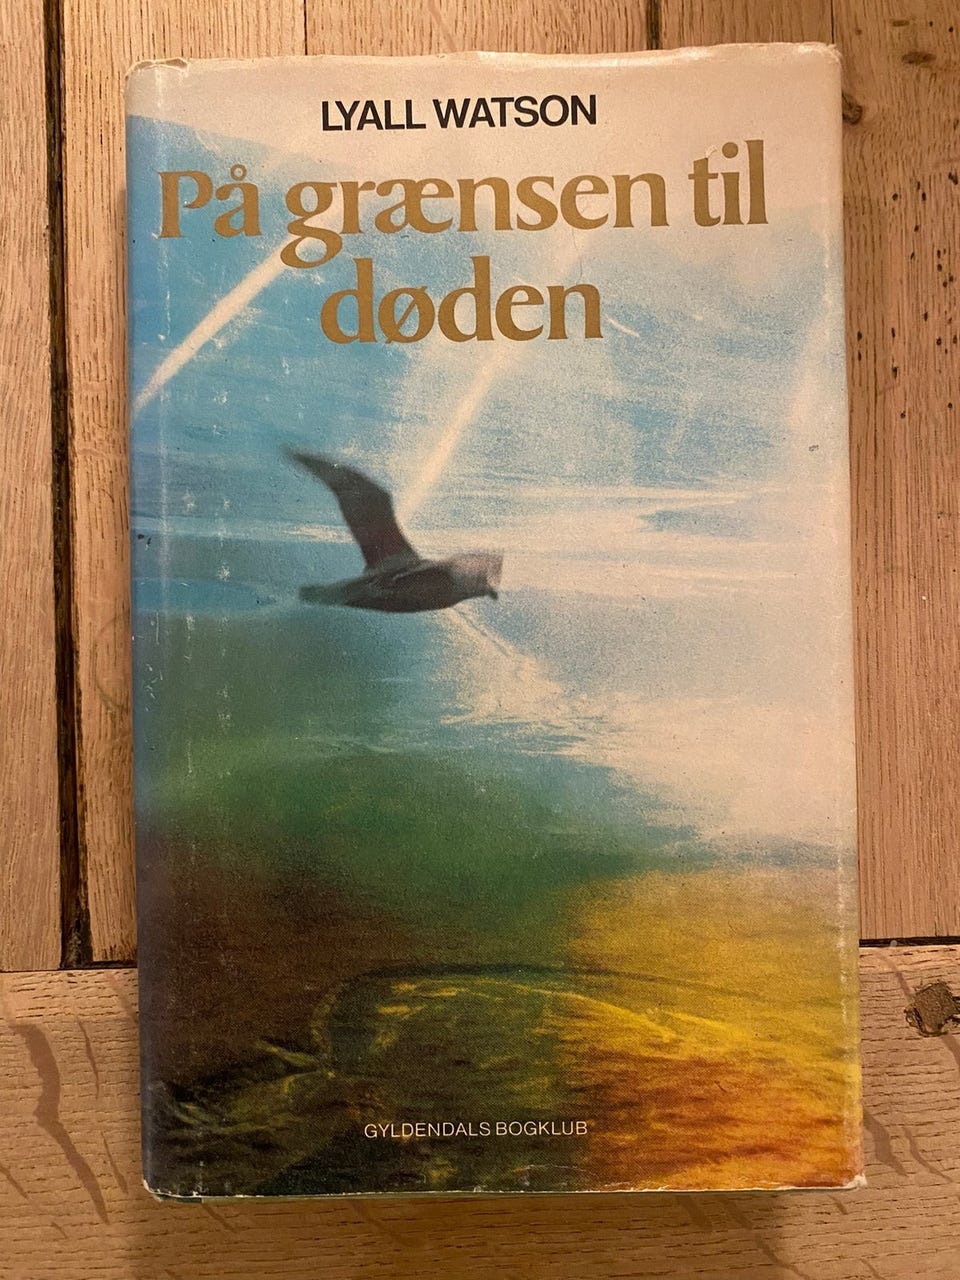 LYALL WATSON
På grænsen til
døden
GYLDENDALS BOGKLUB